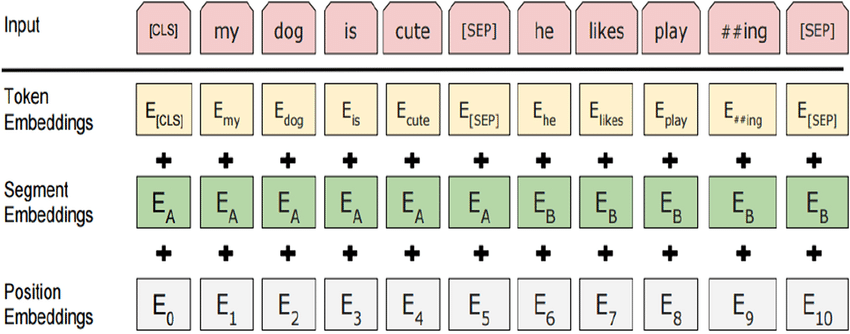 Input [CLS] my dog is cute [SEP] he likes play ##ing [SEP]
Token Embeddings E[CLS] Emy Edog Eis Ecute E[SEP] Ehe Elikes Eplay E##ing E[SEP]
+ + + + + + + + + + +
Segment Embeddings EA EA EA EA EA EA EB EB EB EB EB
+ + + + + + + + + + +
Position Embeddings E0 E1 E2 E3 E4 E5 E6 E7 E8 E9 E10